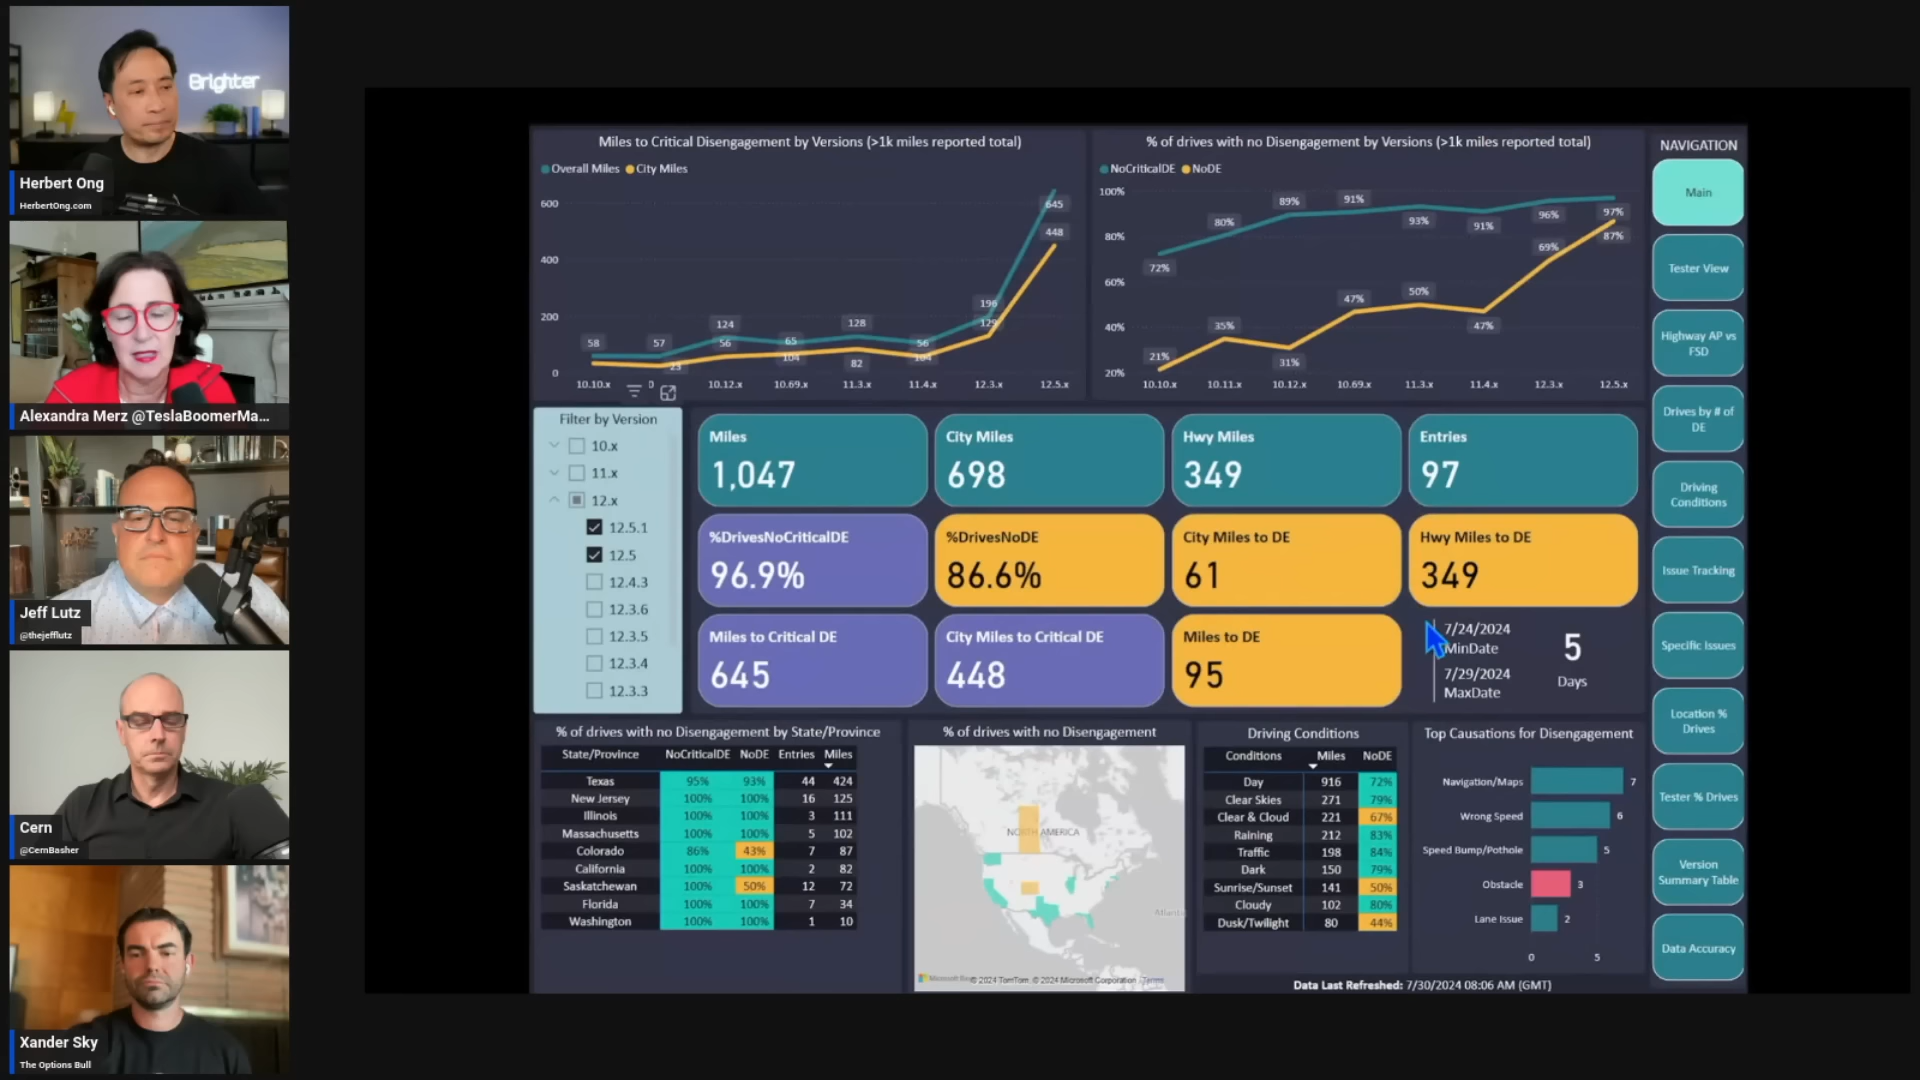 Brighter
Herbert Ong
HerbertOng.com
Alexandra Merz @TeslaBoomerMa...
Jeff Lutz
@thejefflutz
Cern
@CernBasher
Xander Sky
The Options Bull
Miles to Critical Disengagement by Versions (>1k miles reported total)
Overall Miles City Miles
600
400
200
0
645
448
196
129
58
57
23
124
56
65
104
128
82
56
104
10.10.x 0 10.12.x 10.69.x 11.3.x 11.4.x 12.3.x 12.5.x
% of drives with no Disengagement by Versions (>1k miles reported total)
NoCriticalDE NoDE
100%
80%
60%
40%
20%
72% 80% 89% 91% 93% 91% 96% 97%
21% 35% 31% 47% 50% 47% 69% 87%
10.10.x 10.11.x 10.12.x 10.69.x 11.3.x 11.4.x 12.3.x 12.5.x
Filter by Version
10.x
11.x
12.x
12.5.1
12.5
12.4.3
12.3.6
12.3.5
12.3.4
12.3.3
Miles
1,047
City Miles
698
Hwy Miles
349
Entries
97
%DrivesNoCriticalDE
96.9%
%DrivesNoDE
86.6%
City Miles to DE
61
Hwy Miles to DE
349
Miles to Critical DE
645
City Miles to Critical DE
448
Miles to DE
95
7/24/2024
MinDate
7/29/2024
MaxDate
5
Days
% of drives with no Disengagement by State/Province
State/Province NoCriticalDE NoDE Entries Miles
Texas 95% 93% 44 424
New Jersey 100% 100% 16 125
Illinois 100% 100% 3 111
Massachusetts 100% 100% 5 102
Colorado 86% 43% 7 87
California 100% 100% 2 82
Saskatchewan 100% 50% 12 72
Florida 100% 100% 7 34
Washington 100% 100% 1 10
% of drives with no Disengagement
NORTH AMERICA
Atlanti
© 2024 TomTom, © 2024 Microsoft Corporation Terms
Driving Conditions
Conditions Miles NoDE
Day 916 72%
Clear Skies 271 79%
Clear & Cloud 221 67%
Raining 212 83%
Traffic 198 84%
Dark 150 79%
Sunrise/Sunset 141 50%
Cloudy 102 80%
Dusk/Twilight 80 44%
Top Causations for Disengagement
Navigation/Maps 7
Wrong Speed 6
Speed Bump/Pothole 5
Obstacle 3
Lane Issue 2
0 5
Data Last Refreshed: 7/30/2024 08:06 AM (GMT)
NAVIGATION
Main
Tester View
Highway AP vs
FSD
Drives by # of
DE
Driving
Conditions
Issue Tracking
Specific Issues
Location %
Drives
Tester % Drives
Version
Summary Table
Data Accuracy